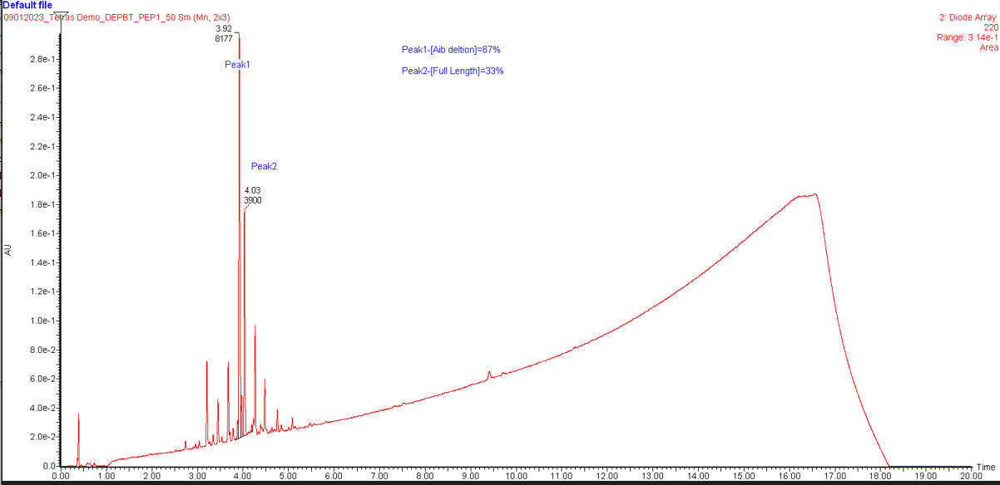 Default file
09012023_Tetras Demo_DEPBT_PEP1_50 Sm (Mn, 2x3)
2: Diode Array
220
Range: 3.14e-1
Area
3.92
8177
Peak1
Peak1-[Aib deltion]=67%
Peak2-[Full Length]=33%
Peak2
4.03
3900
AU
2.8e-1
2.6e-1
2.4e-1
2.2e-1
2.0e-1
1.8e-1
1.6e-1
1.4e-1
1.2e-1
1.0e-1
8.0e-2
6.0e-2
4.0e-2
2.0e-2
0.0
0.00 1.00 2.00 3.00 4.00 5.00 6.00 7.00 8.00 9.00 10.00 11.00 12.00 13.00 14.00 15.00 16.00 17.00 18.00 19.00 20.00
Time